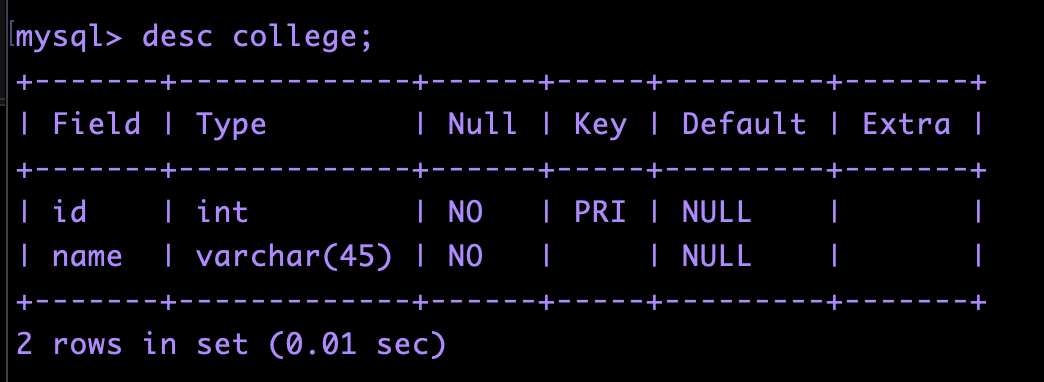 mysql> desc college;
+-------+-------------+------+-----+---------+-------+
| Field | Type        | Null | Key | Default | Extra |
+-------+-------------+------+-----+---------+-------+
| id    | int         | NO   | PRI | NULL    |       |
| name  | varchar(45) | NO   |     | NULL    |       |
+-------+-------------+------+-----+---------+-------+
2 rows in set (0.01 sec)